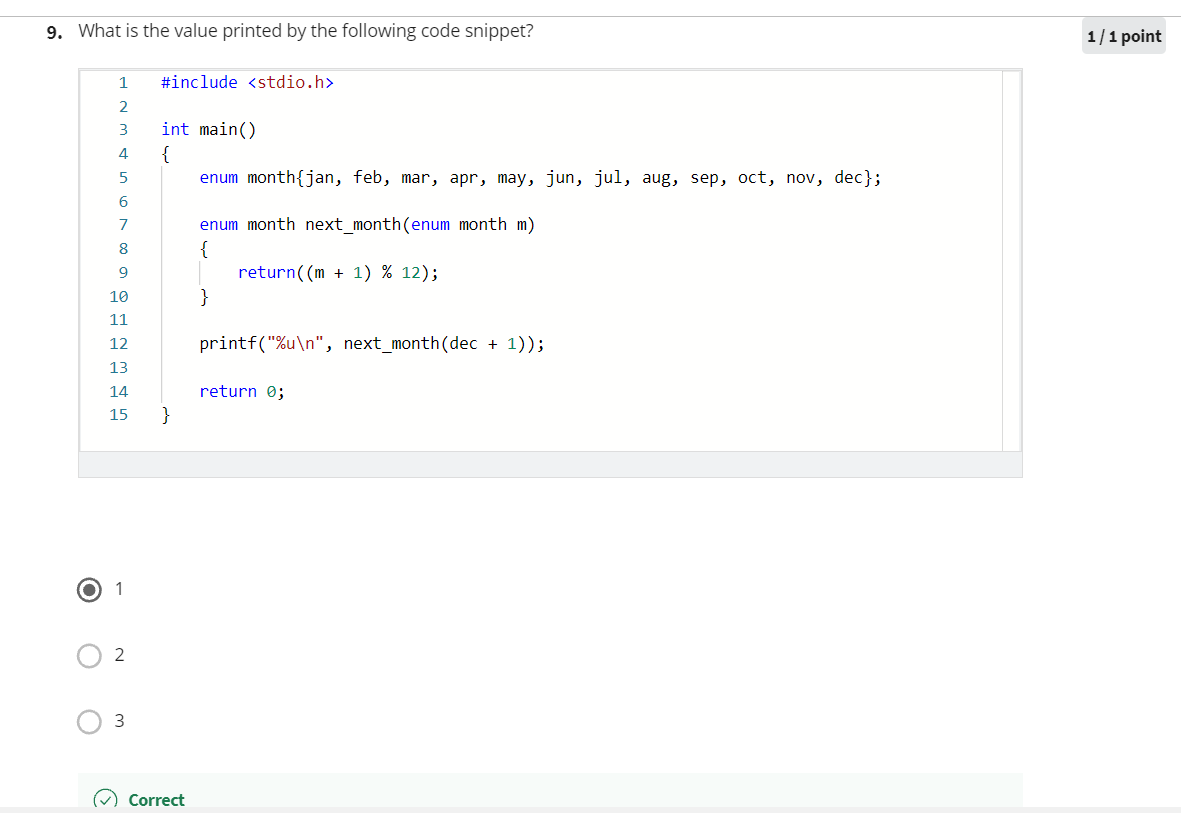 9. What is the value printed by the following code snippet?
1 / 1 point
1 #include <stdio.h>
2
3 int main()
4 {
5 enum month{jan, feb, mar, apr, may, jun, jul, aug, sep, oct, nov, dec};
6
7 enum month next_month(enum month m)
8 {
9 return((m + 1) % 12);
10 }
11
12 printf("%u\n", next_month(dec + 1));
13
14 return 0;
15 }
1
2
3
Correct